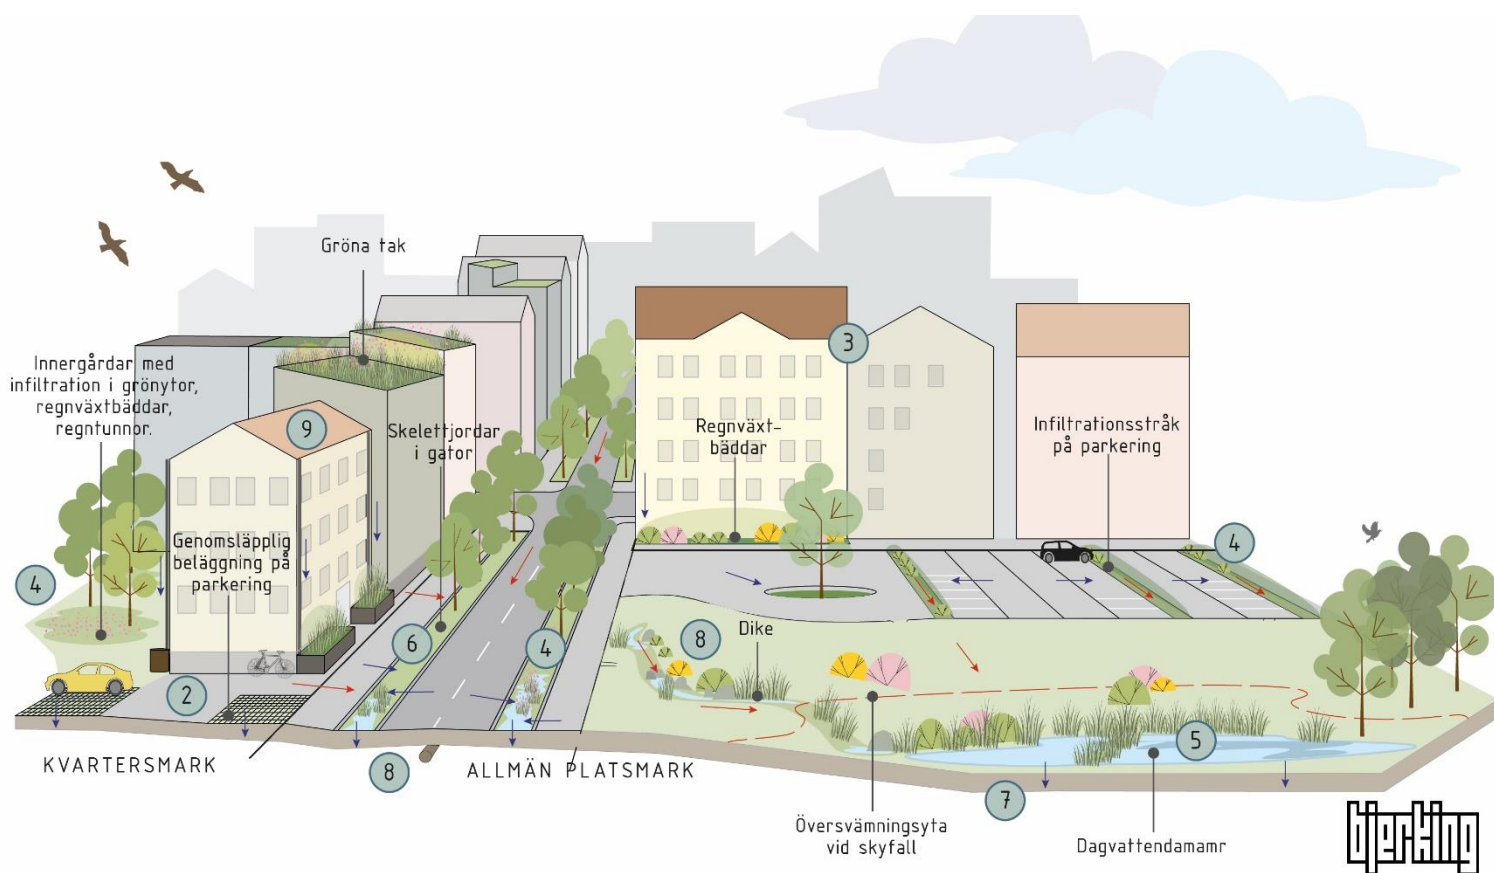 Gröna tak
Innergårdar med
infiltration i grönytor,
regnväxtbäddar,
regntunnor.
9
3
Skelettjordar
i gator
Regnväxt-
bäddar
Infiltrationsstråk
på parkering
Genomsläpplig
beläggning på
parkering
4
4
6
4
8
Dike
2
5
KVARTERSMARK
8
ALLMÄN PLATSMARK
7
Översvämningsyta
vid skyfall
Dagvattendamamr
bjerking